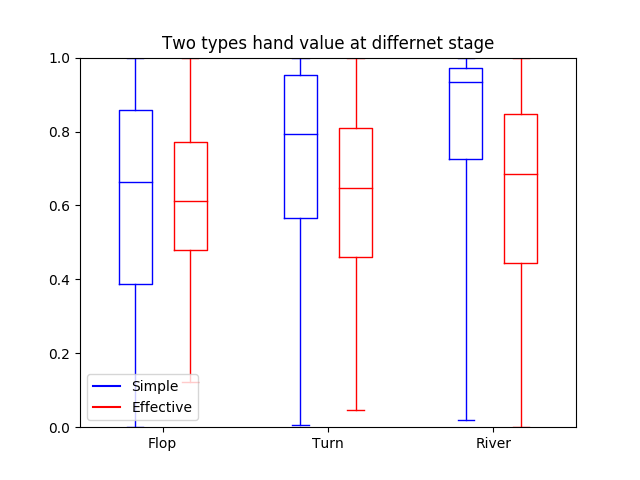 Two types hand value at differnet stage
1.0
0.8
0.6
0.4
0.2
0.0
Simple
Effective
Flop
Turn
River